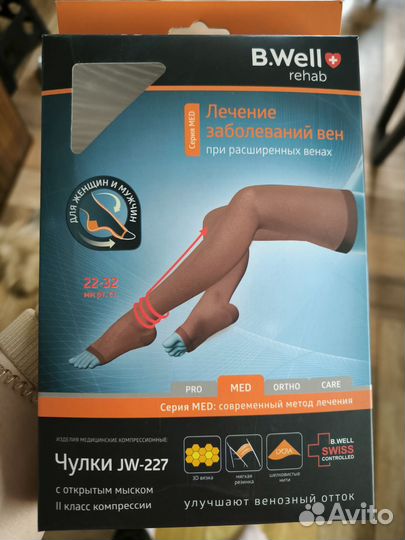 B.Well
rehab
Серия MED
Лечение
заболеваний вен
при расширенных венах
ДЛЯ ЖЕНЩИН И МУЖЧИН
22-32
мм рт. ст.
PRO
MED
ORTHO
CARE
Серия MED: современный метод лечения
ИЗДЕЛИЯ МЕДИЦИНСКИЕ КОМПРЕССИОННЫЕ:
Чулки JW-227
с открытым мыском
II класс компрессии
3D вязка
мягкая
резинка
шелковистые
нити
B.WELL
SWISS
CONTROLLED
улучшают венозный отток
Avito